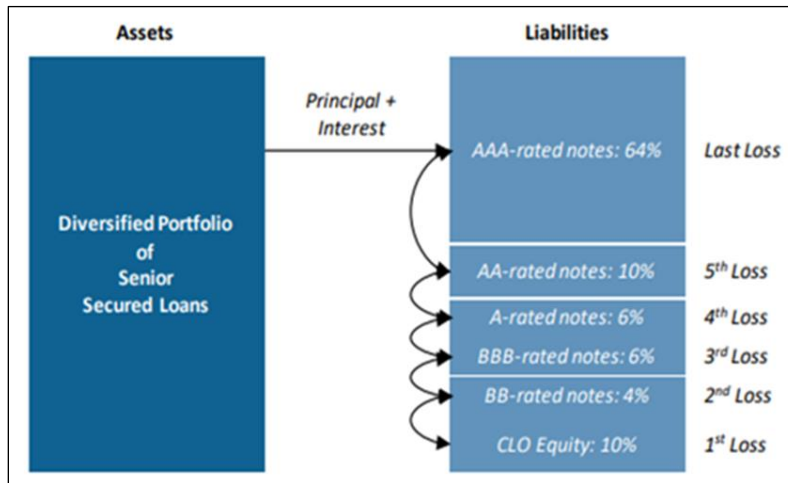 Assets
Liabilities
Principal +
Interest
Diversified Portfolio
of
Senior
Secured Loans
AAA-rated notes: 64%
Last Loss
AA-rated notes: 10%
5th Loss
A-rated notes: 6%
4th Loss
BBB-rated notes: 6%
3rd Loss
BB-rated notes: 4%
2nd Loss
CLO Equity: 10%
1st Loss